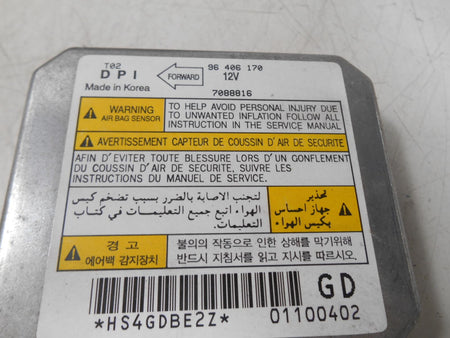 T02
DPI
FORWARD
96 406 170
12V
Made in Korea
7088816
WARNING
AIR BAG SENSOR
TO HELP AVOID PERSONAL INJURY DUE
TO UNWANTED INFLATION FOLLOW ALL
INSTRUCTION IN THE SERVICE MANUAL
AVERTISSEMENT CAPTEUR DE COUSSIN D'AIR DE SECURITE
AFIN D'EVITER TOUTE BLESSURE LORS D'UN GONFLEMENT
DU COUSSIN D'AIR DE SECURITE, SUIVRE LES
INSTRUCTIONS DU MANUEL DE SERVICE.
تحذير
جهاز احساس
بكيس الهواء
لتجنب الاصابة بالضرر بسبب تضخم كيس
الهواء اتبع جميع التعليمات في كتاب
التعليمات.
경 고
에어백 감지장치
불의의 작동으로 인한 상해를 막기위해
반드시 지침서를 읽고 지시를 따르시오.
GD
*HS4GDBE2Z*
01100402